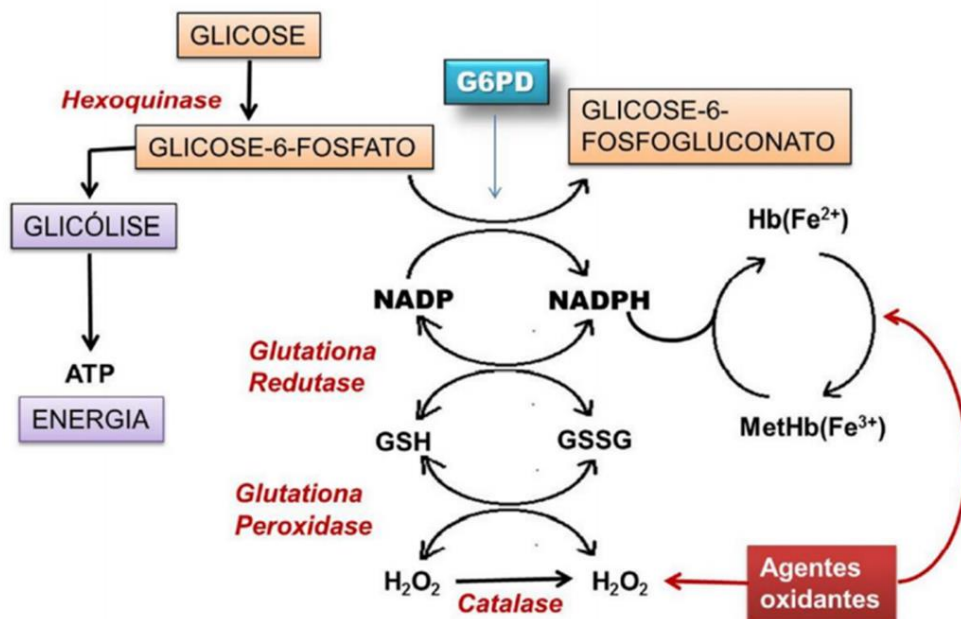 GLICOSE
Hexoquinase
G6PD
GLICOSE-6-
FOSFOGLUCONATO
GLICOSE-6-FOSFATO
GLICÓLISE
Hb(Fe²⁺)
NADP
NADPH
Glutationa
Redutase
ATP
ENERGIA
MetHb(Fe³⁺)
GSH
GSSG
Glutationa
Peroxidase
H₂O₂
H₂O₂
Catalase
Agentes
oxidantes